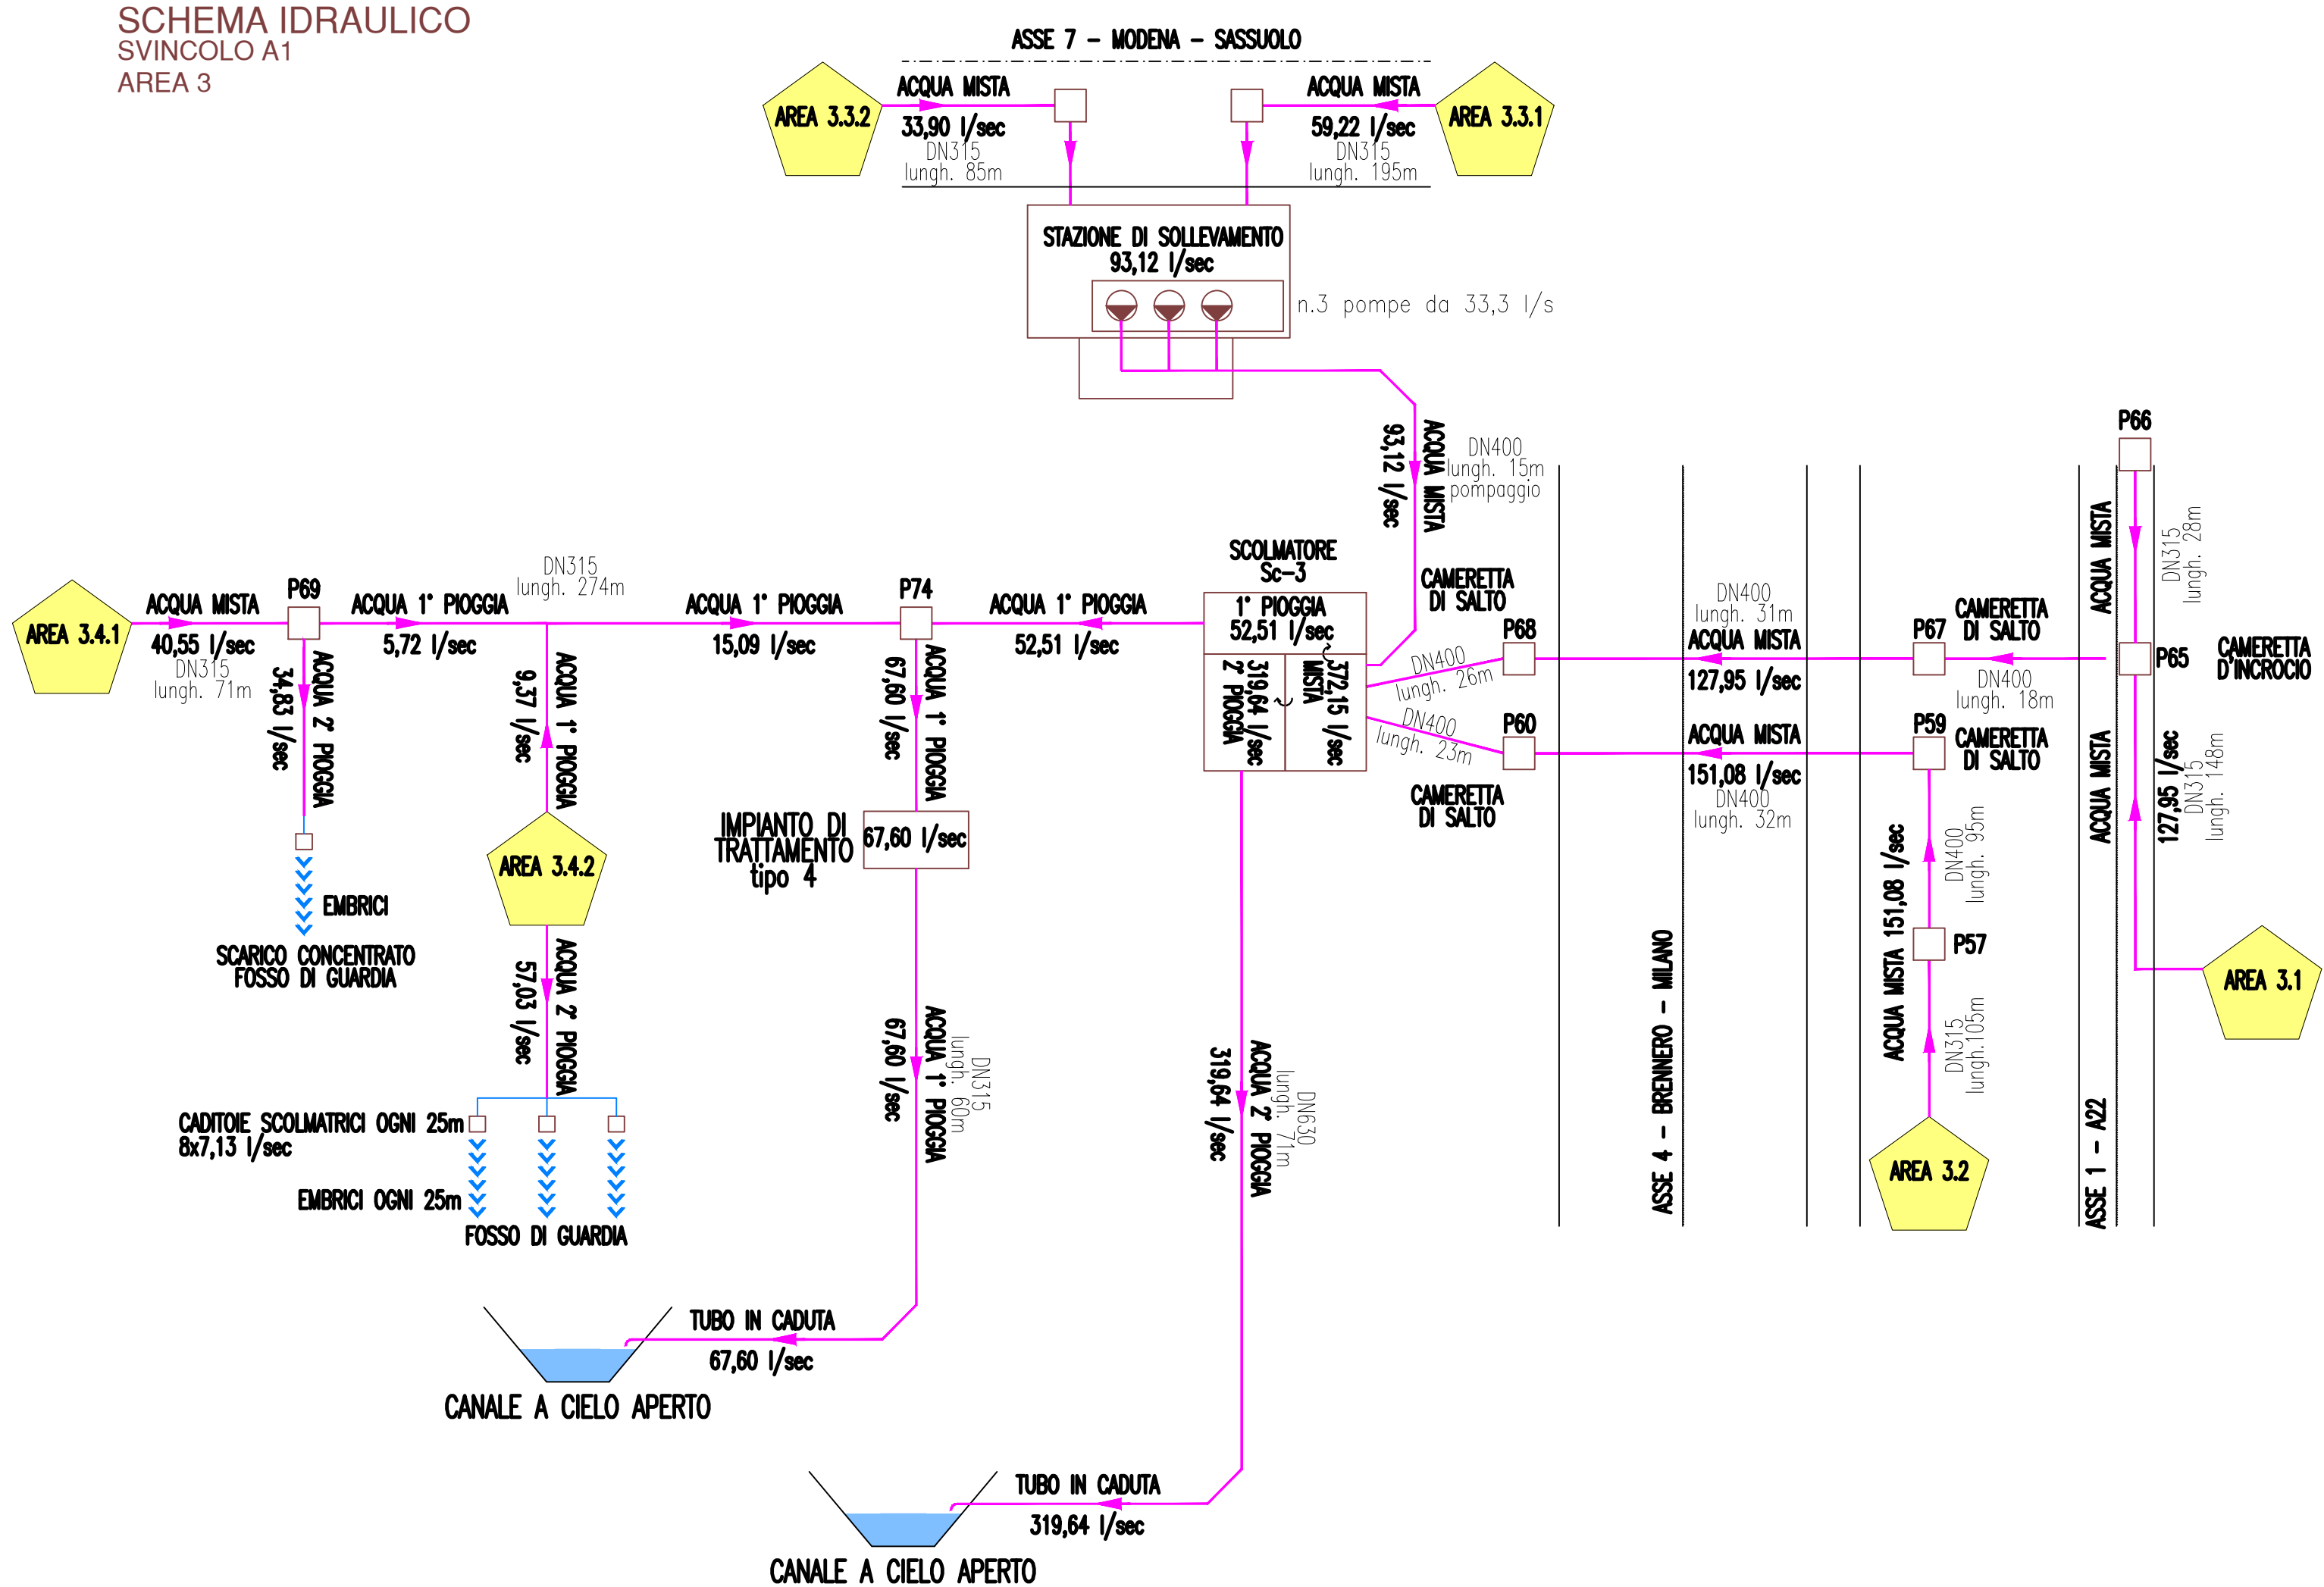 SCHEMA IDRAULICO
SVINCOLO A1
AREA 3
ASSE 7 - MODENA - SASSUOLO
AREA 3.3.2
ACQUA MISTA
33,90 l/sec
DN315
lungh. 85m
ACQUA MISTA
59,22 l/sec
DN315
lungh. 195m
AREA 3.3.1
STAZIONE DI SOLLEVAMENTO
93,12 l/sec
n.3 pompe da 33,3 l/s
ACQUA MISTA
93,12 l/sec
DN400
lungh. 15m
pompaggio
AREA 3.4.1
ACQUA MISTA
40,55 l/sec
DN315
lungh. 71m
P69
ACQUA 1° PIOGGIA
5,72 l/sec
DN315
lungh. 274m
ACQUA 1° PIOGGIA
15,09 l/sec
P74
ACQUA 1° PIOGGIA
52,51 l/sec
SCOLMATORE
Sc-3
1° PIOGGIA
52,51 l/sec
372,15 l/sec
MISTA
319,64 l/sec
2° PIOGGIA
CAMERETTA
DI SALTO
P68
DN400
lungh. 26m
DN400
lungh. 23m
P60
CAMERETTA
DI SALTO
DN400
lungh. 31m
ACQUA MISTA
127,95 l/sec
ACQUA MISTA
151,08 l/sec
DN400
lungh. 32m
P67
CAMERETTA
DI SALTO
DN400
lungh. 18m
P59
CAMERETTA
DI SALTO
P66
ACQUA MISTA
DN315
lungh. 28m
P65
CAMERETTA
D'INCROCIO
ACQUA MISTA
127,95 l/sec
DN315
lungh. 148m
AREA 3.1
ACQUA MISTA 151,08 l/sec
DN400
lungh. 95m
P57
DN315
lungh.105m
AREA 3.2
ASSE 4 - BRENNERO - MILANO
ASSE 1 - A22
ACQUA 2° PIOGGIA
34,83 l/sec
EMBRICI
SCARICO CONCENTRATO
FOSSO DI GUARDIA
ACQUA 1° PIOGGIA
9,37 l/sec
AREA 3.4.2
ACQUA 2° PIOGGIA
57,03 l/sec
CADITOIE SCOLMATRICI OGNI 25m
8x7,13 l/sec
EMBRICI OGNI 25m
FOSSO DI GUARDIA
ACQUA 1° PIOGGIA
67,60 l/sec
IMPIANTO DI
TRATTAMENTO
tipo 4
67,60 l/sec
DN315
lungh. 60m
ACQUA 1° PIOGGGIA
67,60 l/sec
DN630
lungh. 71m
ACQUA 2° PIOGGIA
319,64 l/sec
TUBO IN CADUTA
67,60 l/sec
CANALE A CIELO APERTO
TUBO IN CADUTA
319,64 l/sec
CANALE A CIELO APERTO